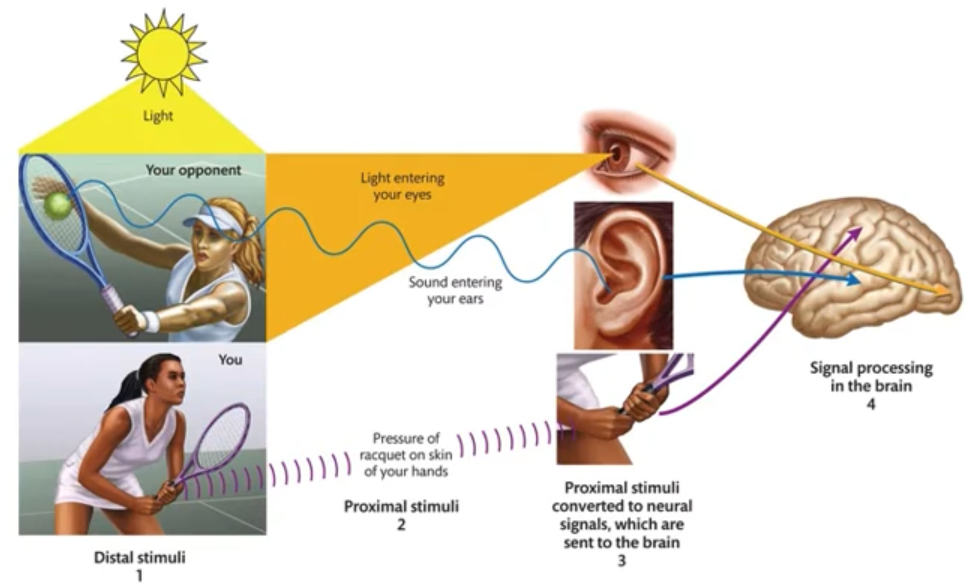 Light
Your opponent
Light entering
your eyes
Sound entering
your ears
You
Pressure of
racquet on skin
of your hands
Distal stimuli
1
Proximal stimuli
2
Proximal stimuli
converted to neural
signals, which are
sent to the brain
3
Signal processing
in the brain
4